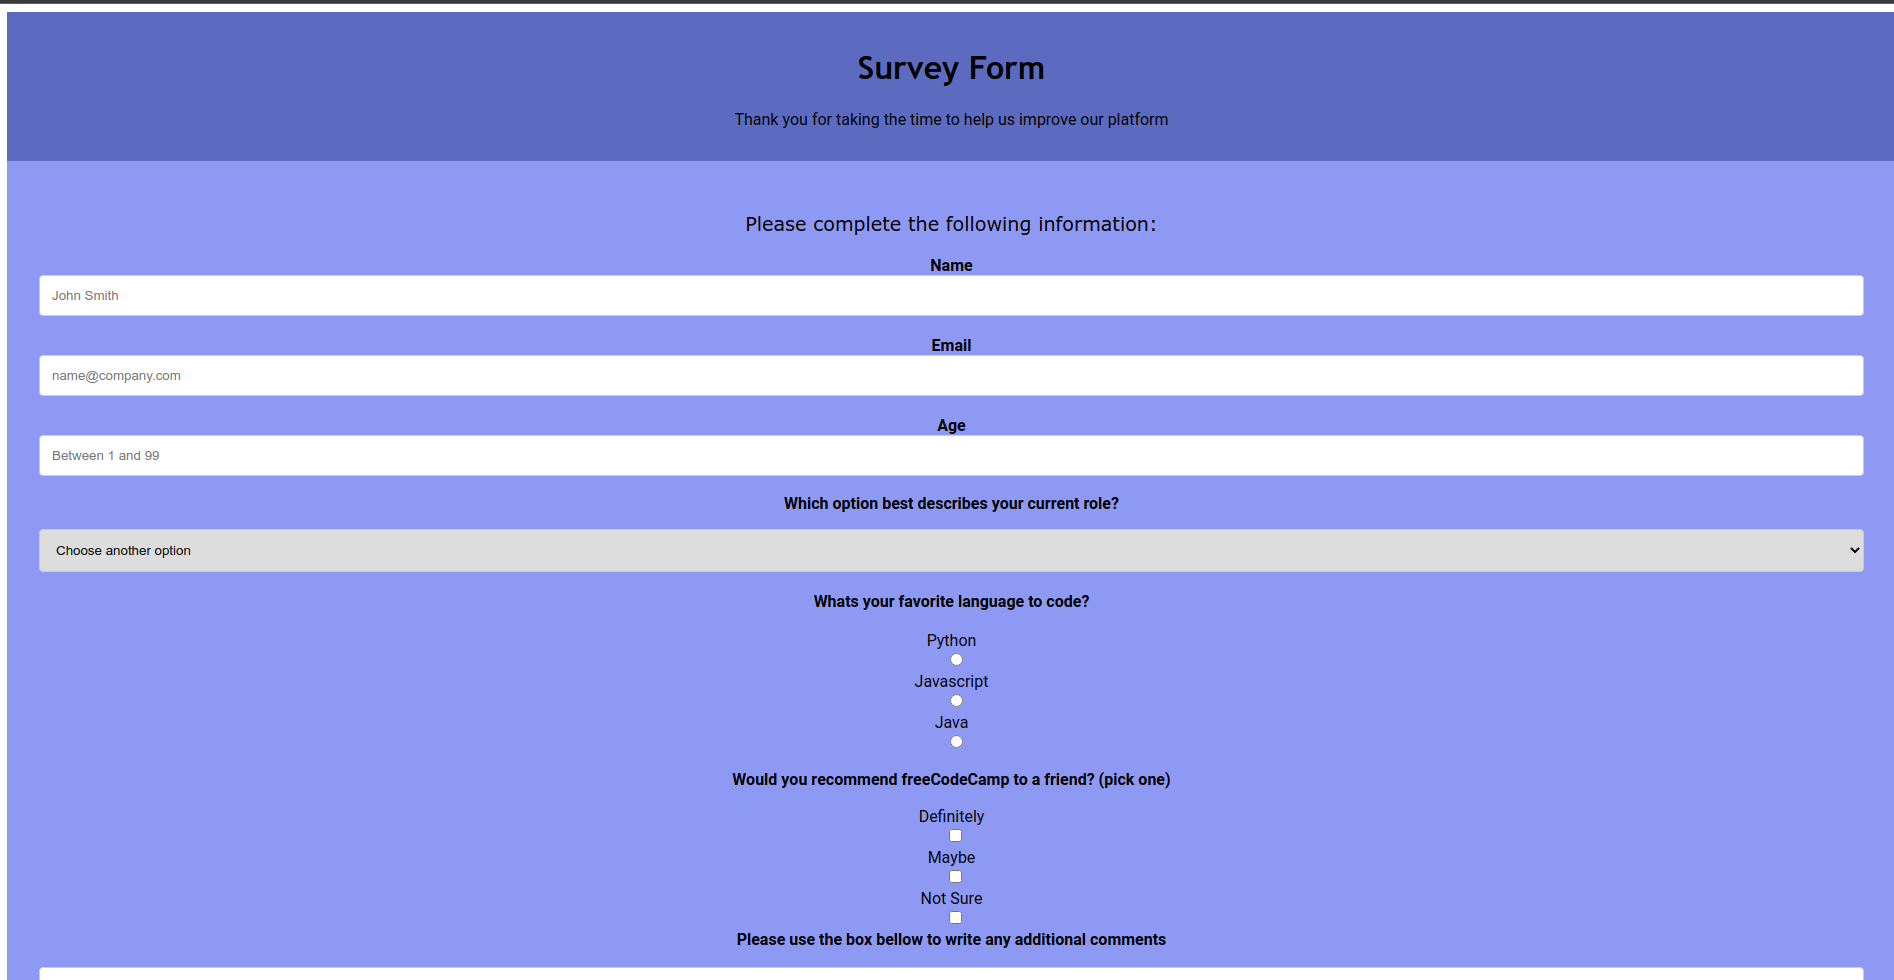 Survey Form
Thank you for taking the time to help us improve our platform
Please complete the following information:
Name
John Smith
Email
name@company.com
Age
Between 1 and 99
Which option best describes your current role?
Choose another option
Whats your favorite language to code?
Python
Javascript
Java
Would you recommend freeCodeCamp to a friend? (pick one)
Definitely
Maybe
Not Sure
Please use the box bellow to write any additional comments